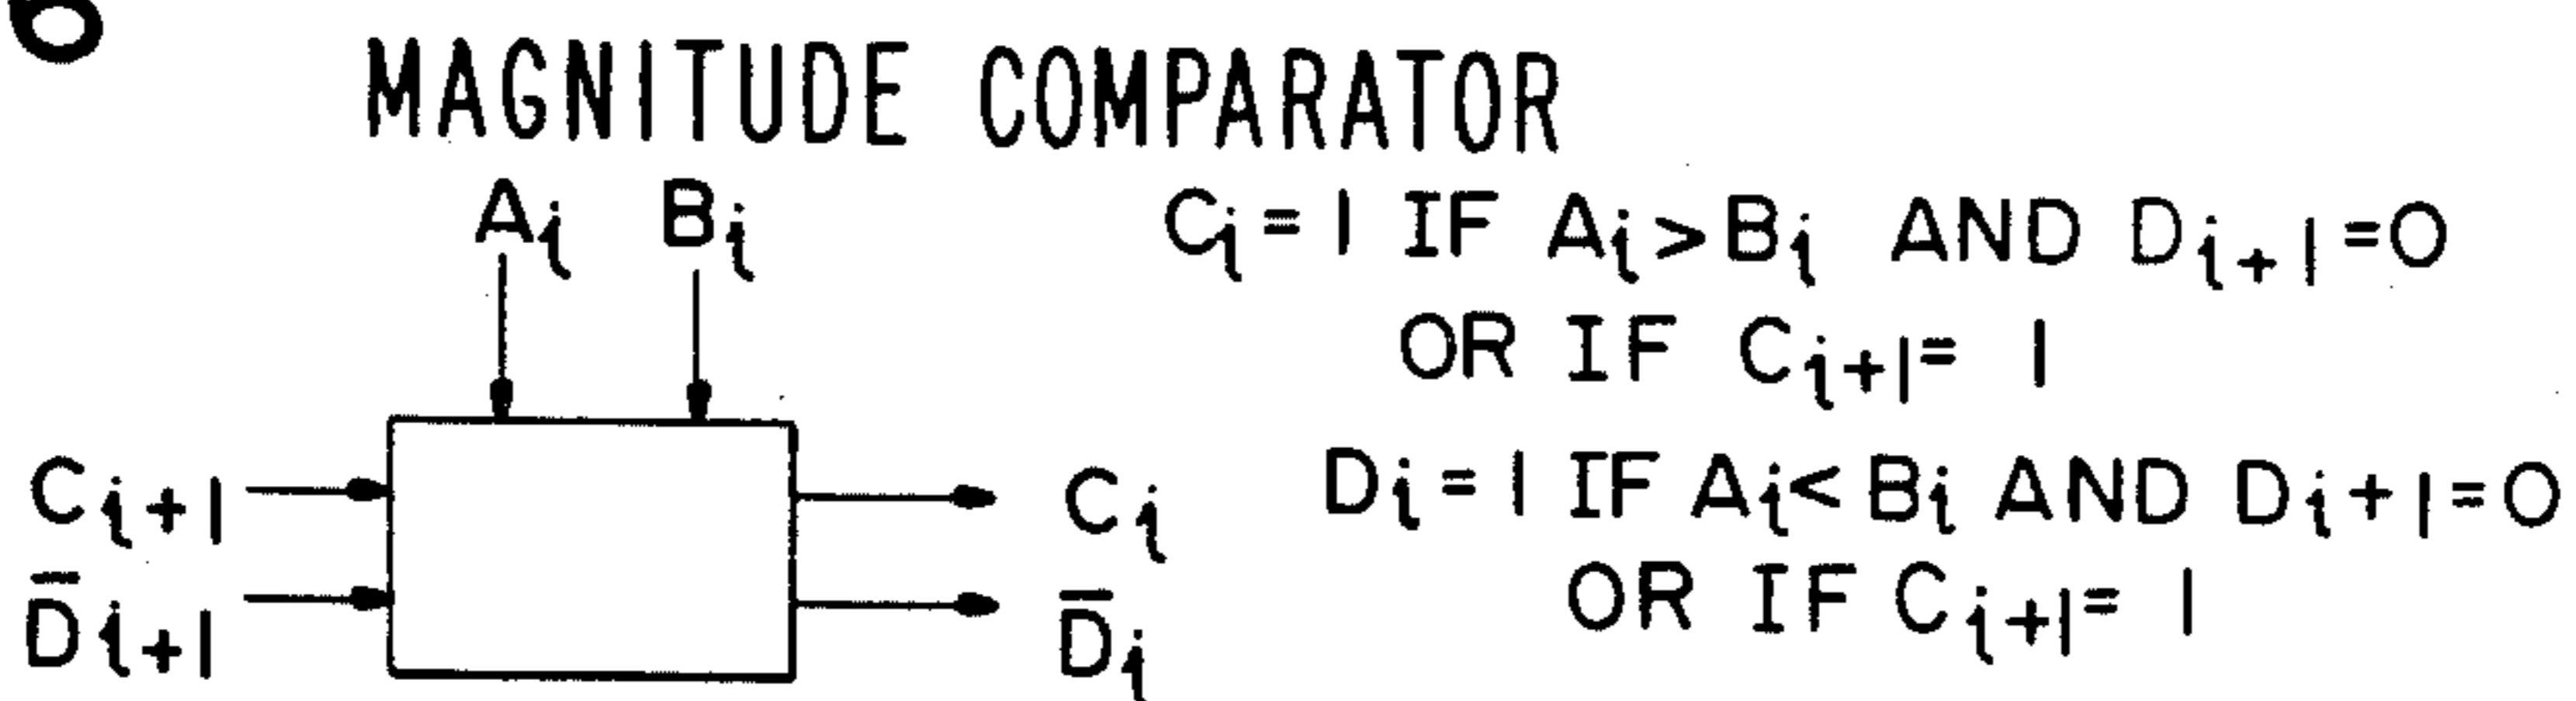 6
MAGNITUDE COMPARATOR
Aᵢ Bᵢ
Cᵢ = 1 IF Aᵢ > Bᵢ AND Dᵢ₊₁ = 0
OR IF Cᵢ₊₁ = 1
Cᵢ₊₁
Cᵢ
Dᵢ = 1 IF Aᵢ < Bᵢ AND Dᵢ₊₁ = 0
OR IF Cᵢ₊₁ = 1
D̅ᵢ₊₁
D̅ᵢ